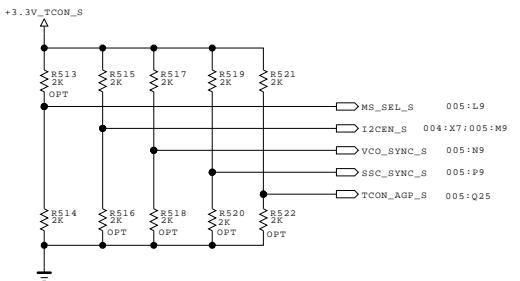 +3.3V_TCON_S
R513
2K
OPT
R515
2K
R517
2K
R519
2K
R521
2K
MS_SEL_S 005:L9
I2CEN_S 004:X7;005:M9
VCO_SYNC_S 005:N9
SSC_SYNC_S 005:P9
TCON_AGP_S 005:Q25
R514
2K
R516
2K
OPT
R518
2K
OPT
R520
2K
OPT
R522
2K
OPT